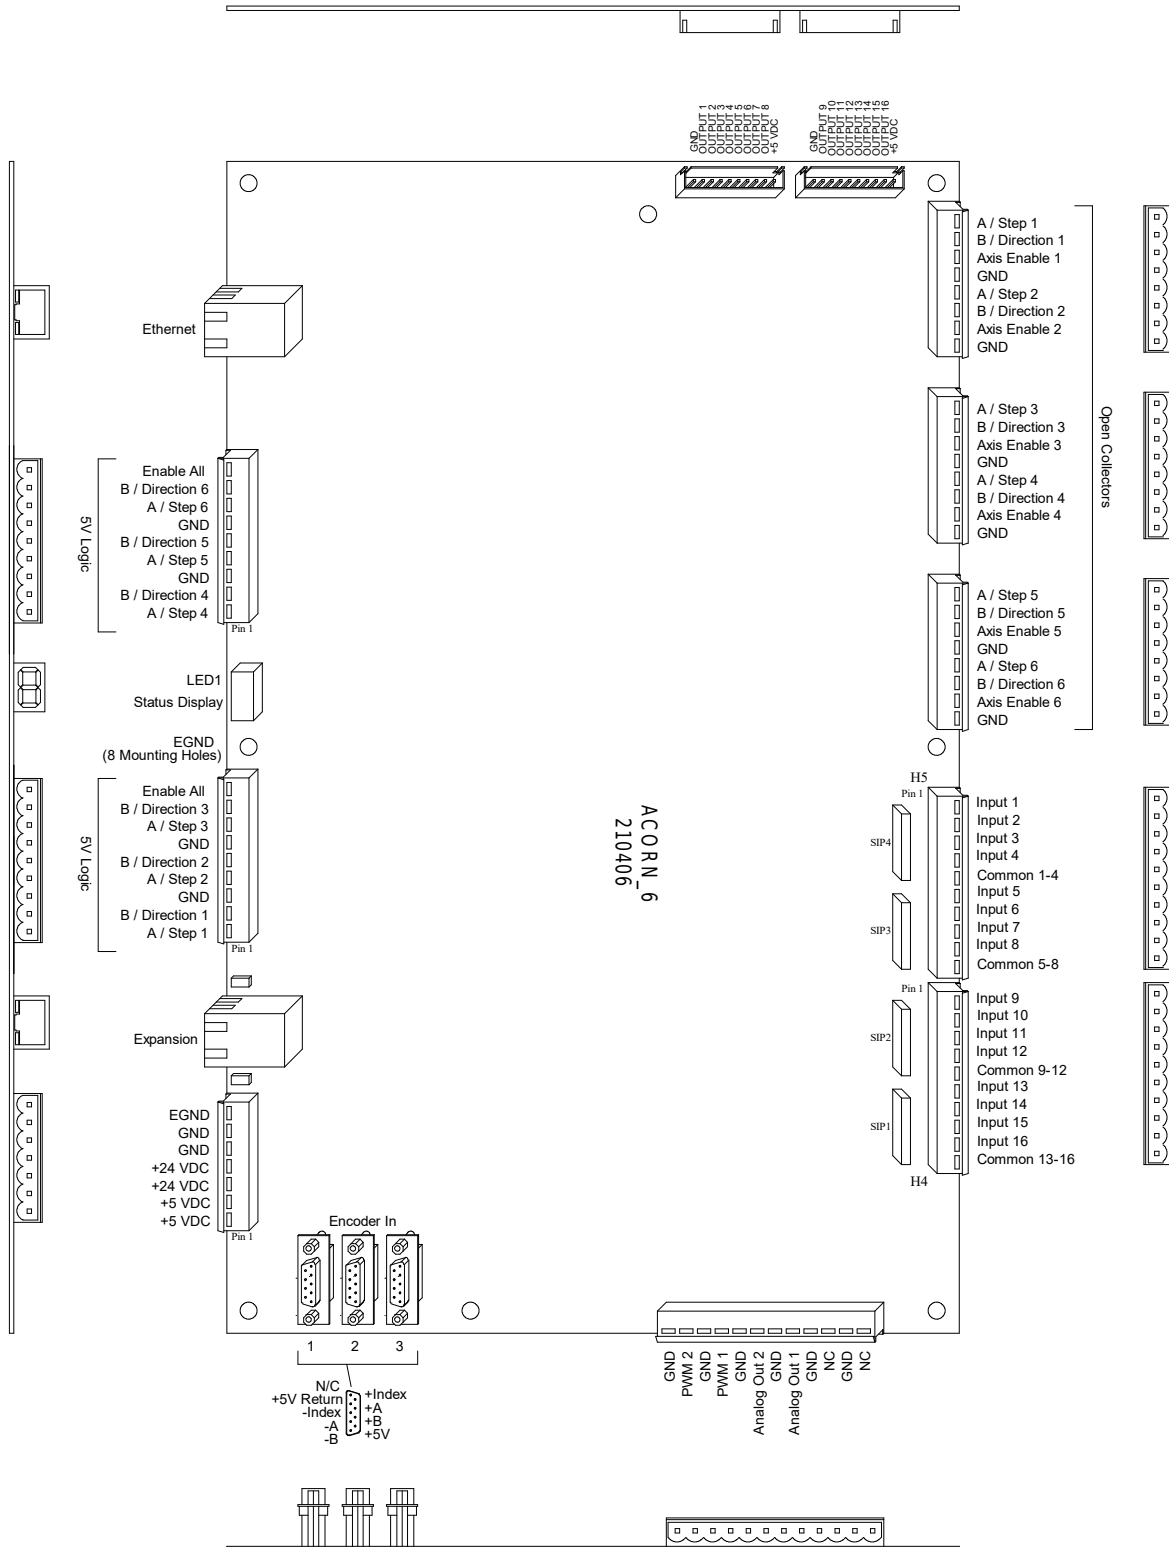 GND
OUTPUT 1
OUTPUT 2
OUTPUT 3
OUTPUT 4
OUTPUT 5
OUTPUT 6
OUTPUT 7
OUTPUT 8
+5 VDC
GND
OUTPUT 9
OUTPUT 10
OUTPUT 11
OUTPUT 12
OUTPUT 13
OUTPUT 14
OUTPUT 15
OUTPUT 16
+5 VDC
Ethernet
5V Logic
Enable All
B / Direction 6
A / Step 6
GND
B / Direction 5
A / Step 5
GND
B / Direction 4
A / Step 4
Pin 1
LED1
Status Display
EGND
(8 Mounting Holes)
5V Logic
Enable All
B / Direction 3
A / Step 3
GND
B / Direction 2
A / Step 2
GND
B / Direction 1
A / Step 1
Pin 1
Expansion
EGND
GND
GND
+24 VDC
+24 VDC
+5 VDC
+5 VDC
Pin 1
ACORN_6
210406
A / Step 1
B / Direction 1
Axis Enable 1
GND
A / Step 2
B / Direction 2
Axis Enable 2
GND
A / Step 3
B / Direction 3
Axis Enable 3
GND
A / Step 4
B / Direction 4
Axis Enable 4
GND
A / Step 5
B / Direction 5
Axis Enable 5
GND
A / Step 6
B / Direction 6
Axis Enable 6
GND
Open Collectors
H5
Pin 1
SIP4
SIP3
Input 1
Input 2
Input 3
Input 4
Common 1-4
Input 5
Input 6
Input 7
Input 8
Common 5-8
Pin 1
SIP2
SIP1
Input 9
Input 10
Input 11
Input 12
Common 9-12
Input 13
Input 14
Input 15
Input 16
Common 13-16
H4
Encoder In
1 2 3
N/C
+5V Return
-Index
-A
-B
+Index
+A
+B
+5V
GND
PWM 2
GND
PWM 1
GND
Analog Out 2
GND
Analog Out 1
GND
NC
GND
NC